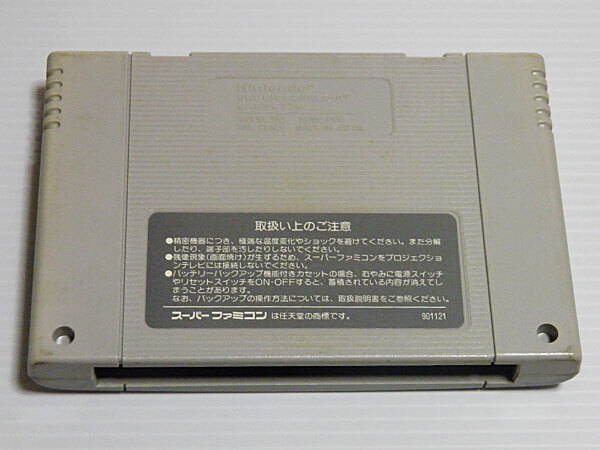 Nintendo
SUPER FAMICOM
CASSETTE
MADE IN JAPAN
取扱い上のご注意
●精密機器につき、極端な温度変化やショックを避けてください。また分解
したり、端子部を汚したりしないでください。
●残像現象(画面焼け)が生ずるため、スーパーファミコンをプロジェクショ
ンテレビには接続しないでください。
●バッテリーバックアップ機能付きカセットの場合、むやみに電源スイッチ
やリセットスイッチをON・OFFすると、蓄積されている内容が消えてし
まうことがあります。
なお、バックアップの操作方法については、取扱説明書をご参照ください。
スーパーファミコン は任天堂の商標です。 901121